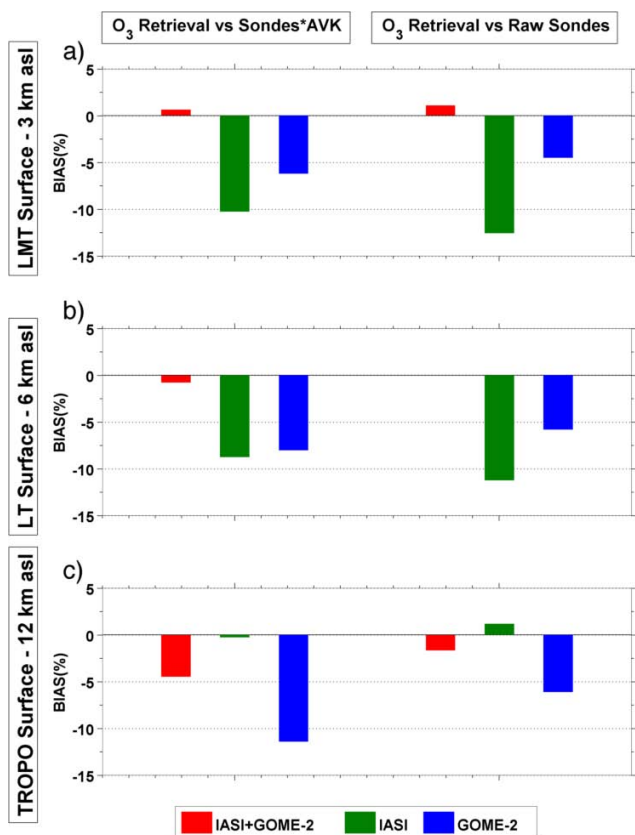 O3 Retrieval vs Sondes*AVK
O3 Retrieval vs Raw Sondes
a)
LMT Surface - 3 km asl
BIAS(%)
5
0
-5
-10
-15
b)
LT Surface - 6 km asl
BIAS(%)
5
0
-5
-10
-15
c)
TROPO Surface - 12 km asl
BIAS(%)
5
0
-5
-10
-15
IASI+GOME-2
IASI
GOME-2